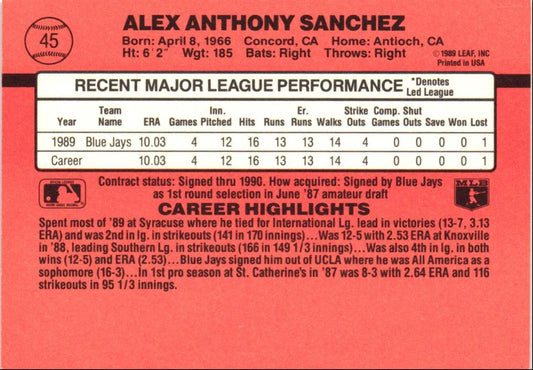 45
ALEX ANTHONY SANCHEZ
Born: April 8, 1966 Concord, CA Home: Antioch, CA
Ht: 6´2" Wgt: 185 Bats: Right Throws: Right
©1989 LEAF, INC
Printed in USA
RECENT MAJOR LEAGUE PERFORMANCE *Denotes
Led League
Year Team Name ERA Games Inn. Pitched Hits Runs Er. Runs Walks Strike Outs Comp. Games Shut Outs Save Won Lost
1989 Blue Jays 10.03 4 12 16 13 13 14 4 0 0 0 0 1
Career 10.03 4 12 16 13 13 14 4 0 0 0 0 1
Contract status: Signed thru 1990. How acquired: Signed by Blue Jays
as 1st round selection in June '87 amateur draft
MLB
CAREER HIGHLIGHTS
Spent most of '89 at Syracuse where he tied for International Lg. lead in victories (13-7, 3.13
ERA) and was 2nd in lg. in strikeouts (141 in 170 innings)...Was 12-5 with 2.53 ERA at Knoxville
in '88, leading Southern Lg. in strikeouts (166 in 149 1/3 innings)...Was also 4th in lg. in both
wins (12-5) and ERA (2.53)...Blue Jays signed him out of UCLA where he was All America as a
sophomore (16-3)...In 1st pro season at St. Catherine's in '87 was 8-3 with 2.64 ERA and 116
strikeouts in 95 1/3 innings.